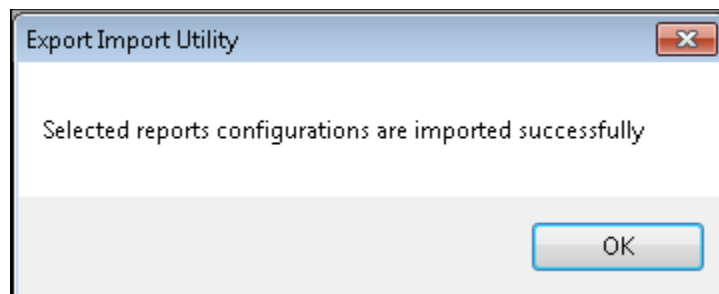 Export Import Utility
Selected reports configurations are imported successfully
OK